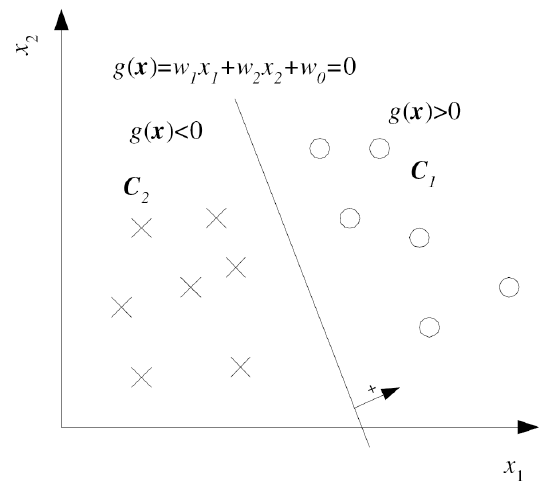 x₂
g(x)=w₁x₁+w₂x₂+w₀=0
g(x)>0
g(x)<0
C₁
C₂
+
x₁